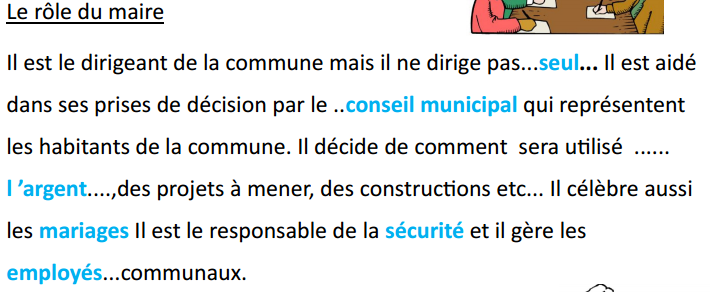 Le rôle du maire
Il est le dirigeant de la commune mais il ne dirige pas...seul... Il est aidé
dans ses prises de décision par le ..conseil municipal qui représentent
les habitants de la commune. Il décide de comment  sera utilisé  ......
l ’argent....,des projets à mener, des constructions etc... Il célèbre aussi
les mariages Il est le responsable de la sécurité et il gère les
employés...communaux.